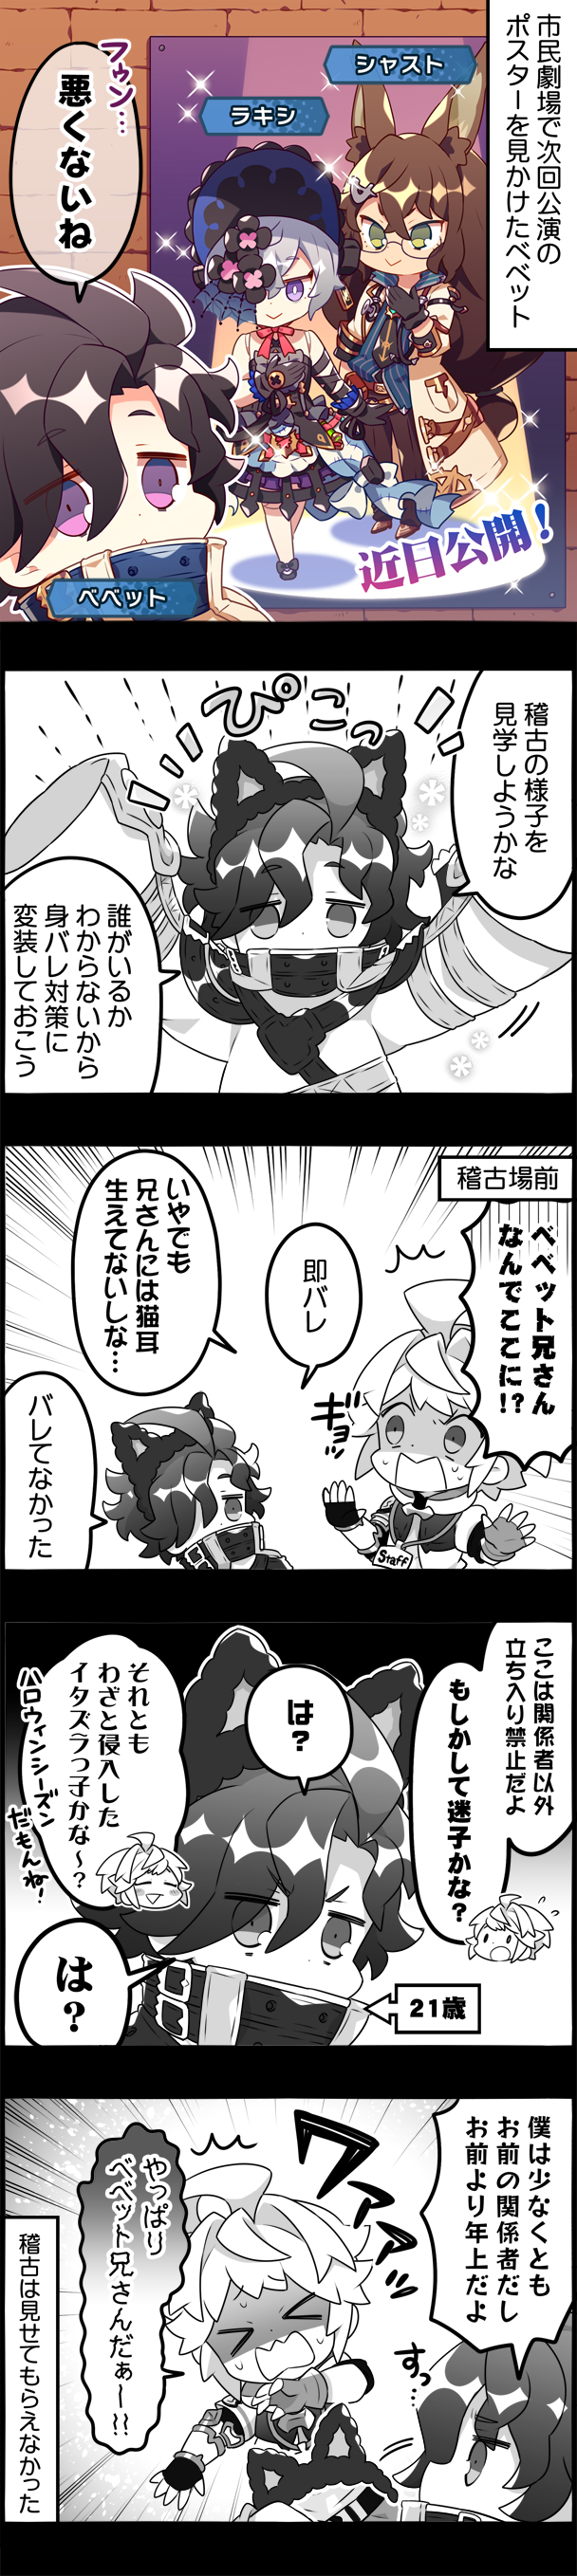 市民劇場で次回公演の
ポスターを見かけたベベット
シャスト
ラキシ
フゥン…
悪くないね
近日公開!
ベベット
稽古の様子を
見学しようかな
ぴこっ
誰がいるか
わからないから
身バレ対策に
変装しておこう
稽古場前
ベベット兄さん
なんでここに!?
ギョッ
Staff
即バレ
いやでも
兄さんには猫耳
生えてないしな…
バレてなかった
ここは関係者以外
立ち入り禁止だよ
もしかして迷子かな?
は?
それとも
わざと侵入した
イタズラっ子かな～?
ハロウィンシーズン
だもんね!
は?
21歳
僕は少なくとも
お前の関係者だし
お前より年上だよ
すっ…
ワァァァッ
やっぱり
ベベット兄さんだぁ～!!
稽古は見せてもらえなかった